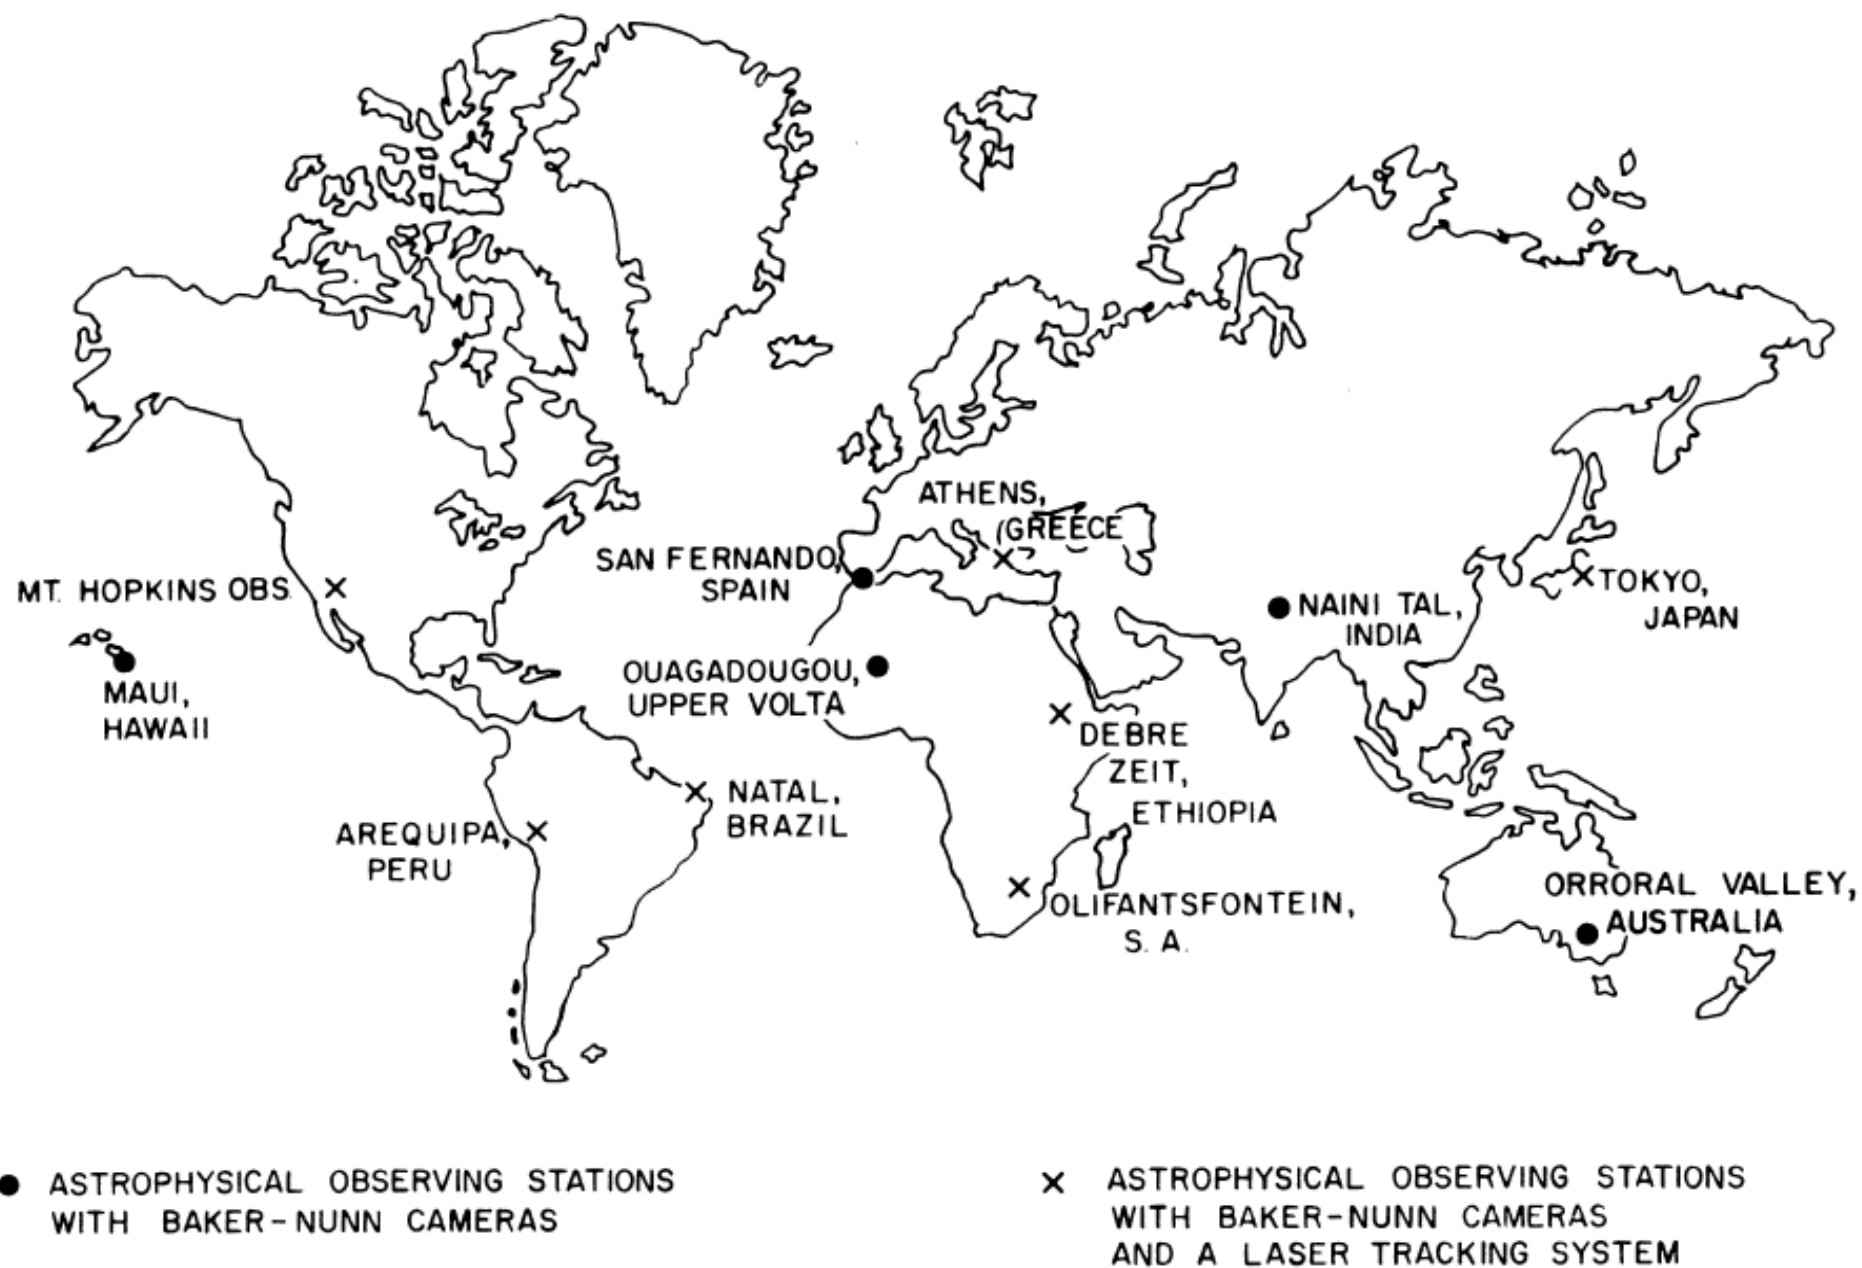 ATHENS,
GREECE
SAN FERNANDO,
SPAIN
MT. HOPKINS OBS.
TOKYO,
JAPAN
NAINI TAL,
INDIA
MAUI,
HAWAII
OUAGADOUGOU,
UPPER VOLTA
DEBRE
ZEIT,
ETHIOPIA
NATAL,
BRAZIL
AREQUIPA,
PERU
OLIFANTSFONTEIN,
S. A.
ORRORAL VALLEY,
AUSTRALIA
● ASTROPHYSICAL OBSERVING STATIONS
WITH BAKER-NUNN CAMERAS
× ASTROPHYSICAL OBSERVING STATIONS
WITH BAKER-NUNN CAMERAS
AND A LASER TRACKING SYSTEM